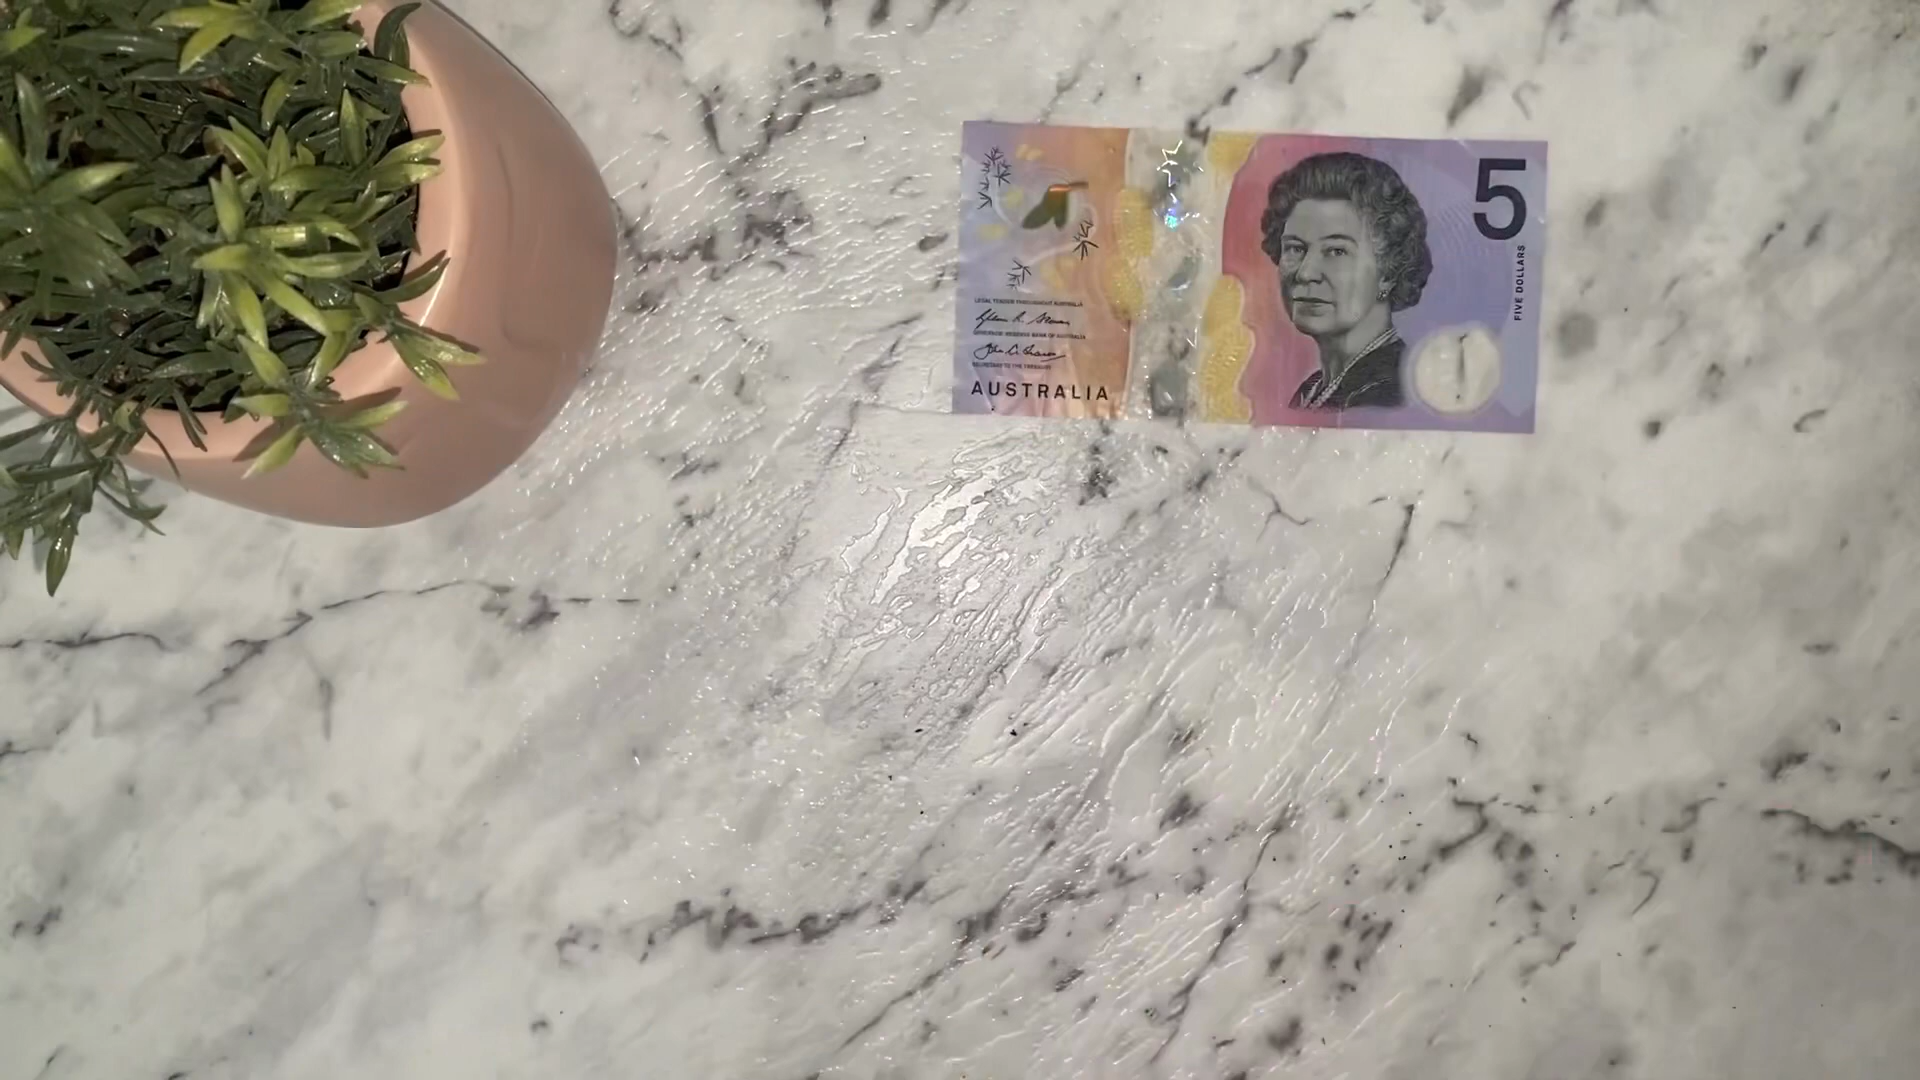 5
FIVE DOLLARS
LEGAL TENDER THROUGHOUT AUSTRALIA
GOVERNOR RESERVE BANK OF AUSTRALIA
SECRETARY TO THE TREASURY
AUSTRALIA